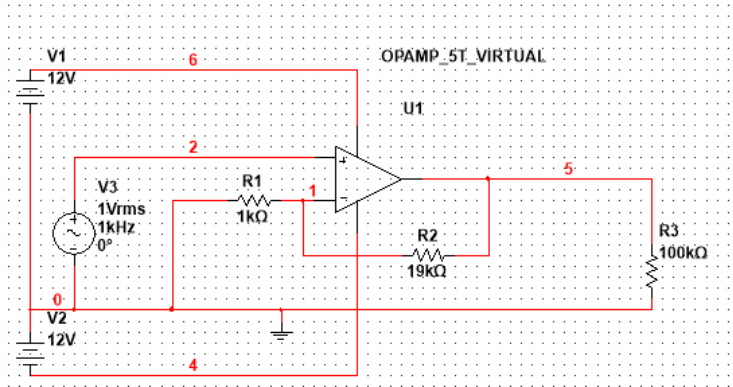 V1
12V
6
OPAMP_5T_VIRTUAL
U1
2
+
−
V3
1Vrms
1kHz
0°
+
~
−
R1
1kΩ
1
5
R2
19kΩ
R3
100kΩ
0
V2
12V
4